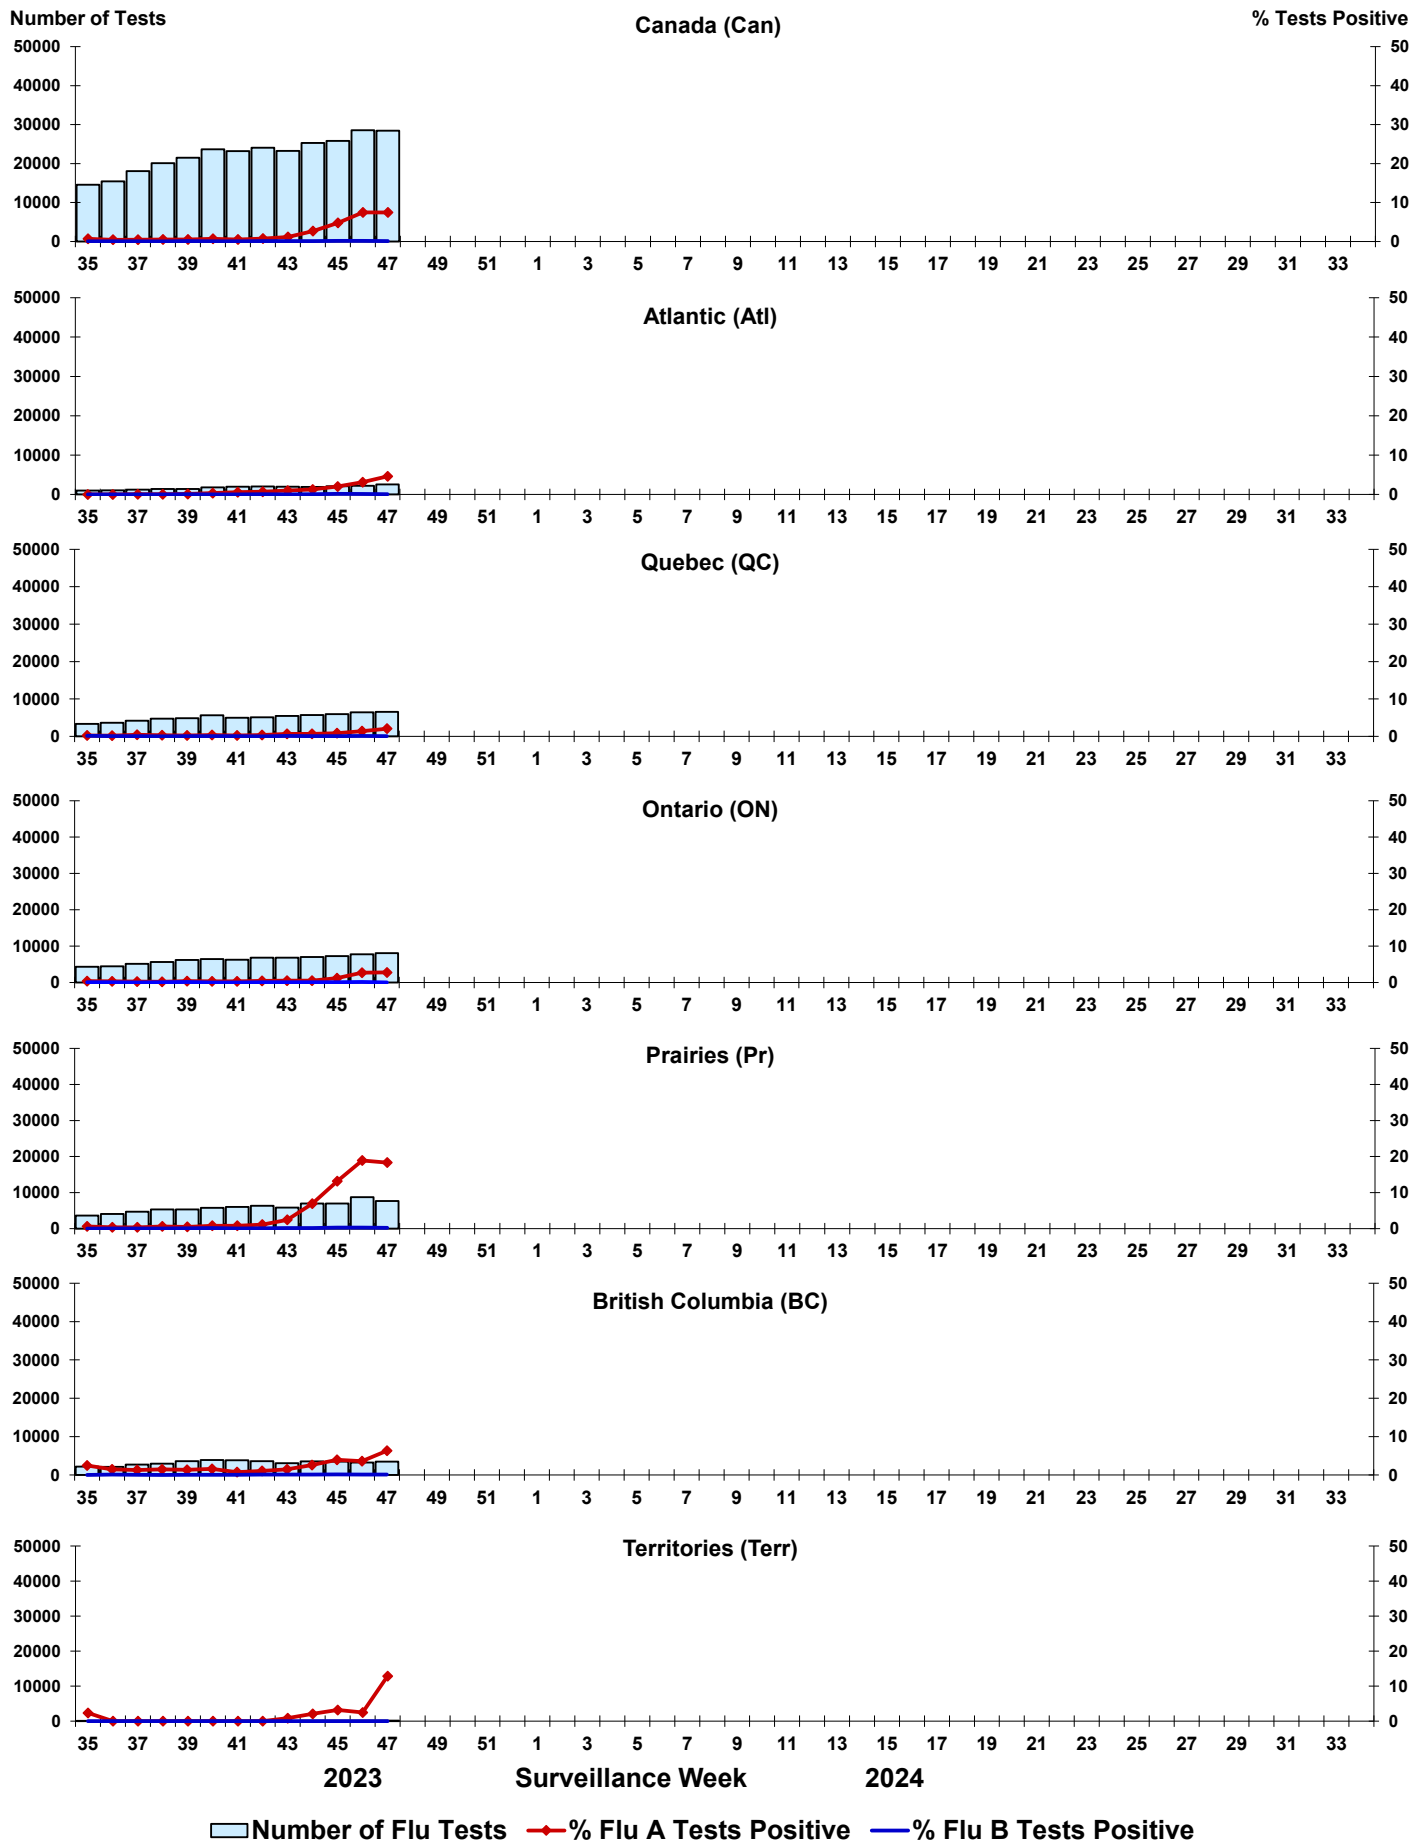 Number of Tests Canada (Can) % Tests Positive
50000 50
40000 40
30000 30
20000 20
10000 10
0 0
35 37 39 41 43 45 47 49 51 1 3 5 7 9 11 13 15 17 19 21 23 25 27 29 31 33
50000 50
Atlantic (Atl)
40000 40
30000 30
20000 20
10000 10
0 0
35 37 39 41 43 45 47 49 51 1 3 5 7 9 11 13 15 17 19 21 23 25 27 29 31 33
50000 50
Quebec (QC)
40000 40
30000 30
20000 20
10000 10
0 0
35 37 39 41 43 45 47 49 51 1 3 5 7 9 11 13 15 17 19 21 23 25 27 29 31 33
50000 50
Ontario (ON)
40000 40
30000 30
20000 20
10000 10
0 0
35 37 39 41 43 45 47 49 51 1 3 5 7 9 11 13 15 17 19 21 23 25 27 29 31 33
50000 50
Prairies (Pr)
40000 40
30000 30
20000 20
10000 10
0 0
35 37 39 41 43 45 47 49 51 1 3 5 7 9 11 13 15 17 19 21 23 25 27 29 31 33
50000 50
British Columbia (BC)
40000 40
30000 30
20000 20
10000 10
0 0
35 37 39 41 43 45 47 49 51 1 3 5 7 9 11 13 15 17 19 21 23 25 27 29 31 33
50000 50
Territories (Terr)
40000 40
30000 30
20000 20
10000 10
0 0
35 37 39 41 43 45 47 49 51 1 3 5 7 9 11 13 15 17 19 21 23 25 27 29 31 33
2023 Surveillance Week 2024
Number of Flu Tests % Flu A Tests Positive % Flu B Tests Positive